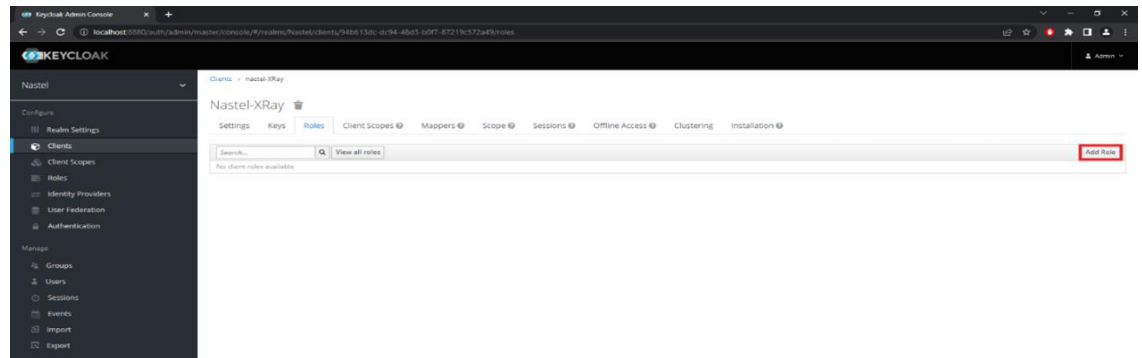 Keycloak Admin Console
localhost:8880/auth/admin/master/console/#/realms/Nastel/clients/94b613dc-dc94-48d3-b0f7-87219c572a49/roles
KEYCLOAK
Admin
Nastel
Clients > nastel-XRay
Nastel-XRay
Settings Keys Roles Client Scopes Mappers Scope Sessions Offline Access Clustering Installation
Search... View all roles Add Role
No client roles available
Configure
Realm Settings
Clients
Client Scopes
Roles
Identity Providers
User Federation
Authentication
Manage
Groups
Users
Sessions
Events
Import
Export